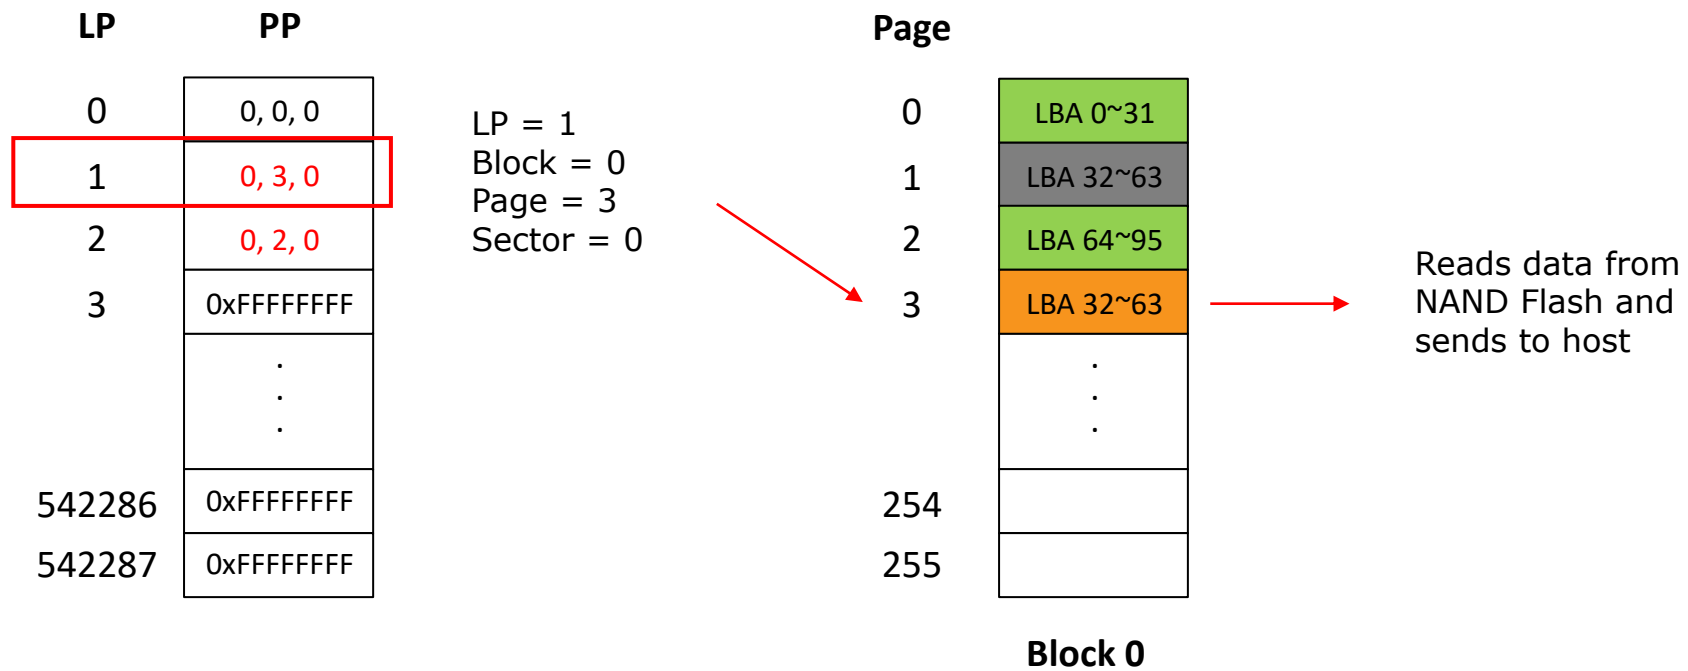 LP PP
0 0, 0, 0
1 0, 3, 0
2 0, 2, 0
3 0xFFFFFFFF
.
.
.
542286 0xFFFFFFFF
542287 0xFFFFFFFF
LP = 1
Block = 0
Page = 3
Sector = 0
Page
0 LBA 0~31
1 LBA 32~63
2 LBA 64~95
3 LBA 32~63
.
.
.
254
255
Block 0
Reads data from
NAND Flash and
sends to host